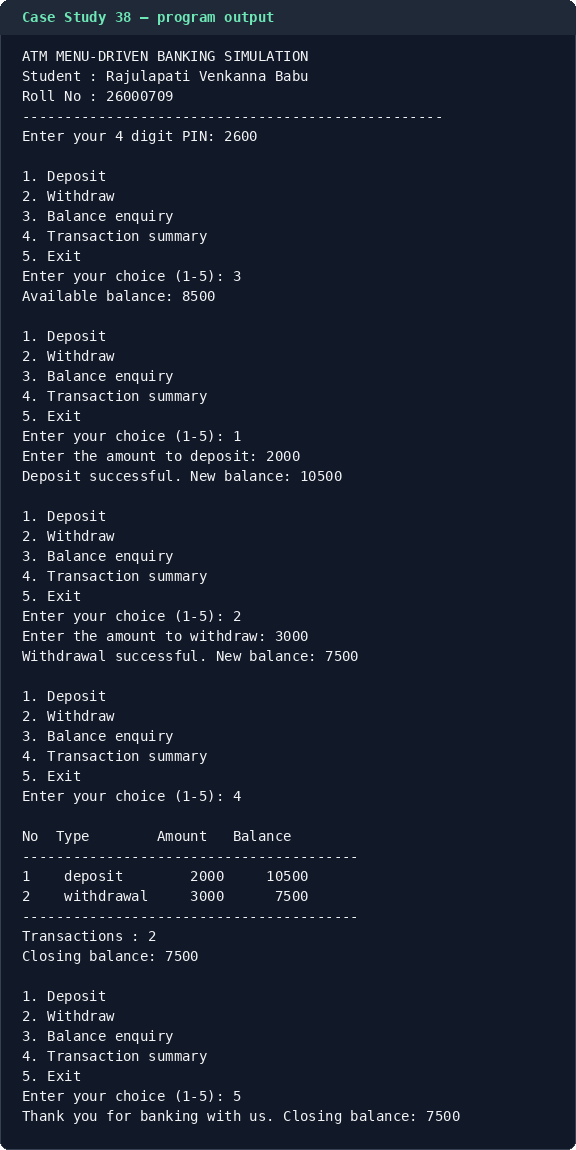 Case Study 38 — program output
ATM MENU-DRIVEN BANKING SIMULATION
Student : Rajulapati Venkanna Babu
Roll No : 26000709
--------------------------------------------------
Enter your 4 digit PIN: 2600

1. Deposit
2. Withdraw
3. Balance enquiry
4. Transaction summary
5. Exit
Enter your choice (1-5): 3
Available balance: 8500

1. Deposit
2. Withdraw
3. Balance enquiry
4. Transaction summary
5. Exit
Enter your choice (1-5): 1
Enter the amount to deposit: 2000
Deposit successful. New balance: 10500

1. Deposit
2. Withdraw
3. Balance enquiry
4. Transaction summary
5. Exit
Enter your choice (1-5): 2
Enter the amount to withdraw: 3000
Withdrawal successful. New balance: 7500

1. Deposit
2. Withdraw
3. Balance enquiry
4. Transaction summary
5. Exit
Enter your choice (1-5): 4

No  Type        Amount   Balance
----------------------------------------
1    deposit        2000     10500
2    withdrawal     3000      7500
----------------------------------------
Transactions : 2
Closing balance: 7500

1. Deposit
2. Withdraw
3. Balance enquiry
4. Transaction summary
5. Exit
Enter your choice (1-5): 5
Thank you for banking with us. Closing balance: 7500